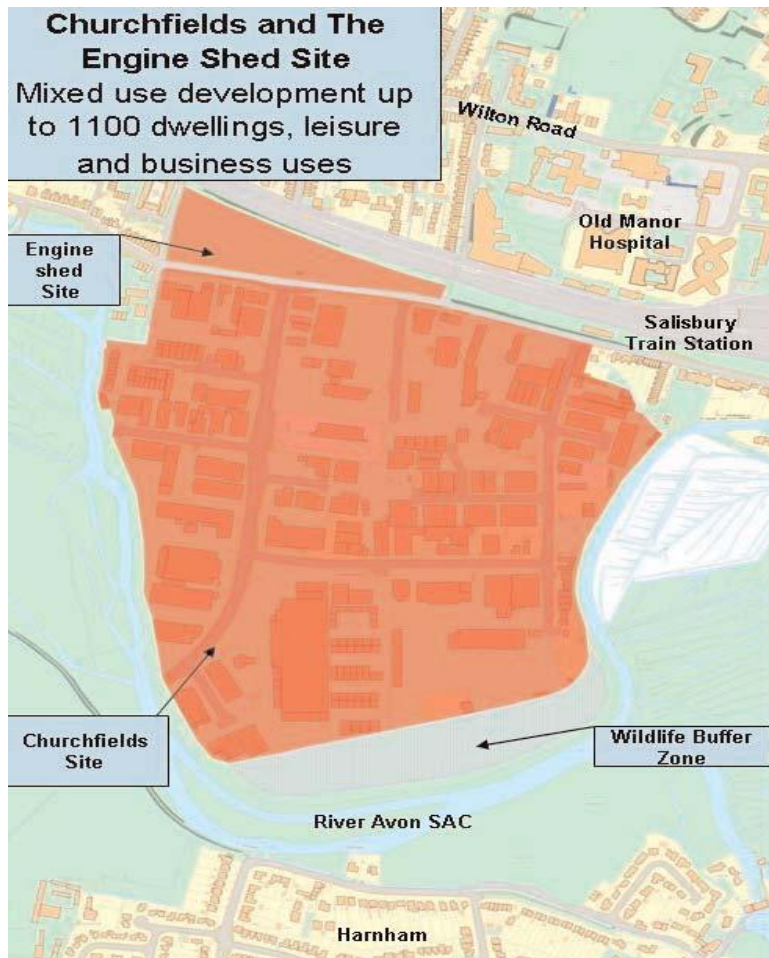 Churchfields and The
Engine Shed Site
Mixed use development up
to 1100 dwellings, leisure
and business uses
Wilton Road
Old Manor
Hospital
Engine
shed
Site
Salisbury
Train Station
Churchfields
Site
Wildlife Buffer
Zone
River Avon SAC
Harnham